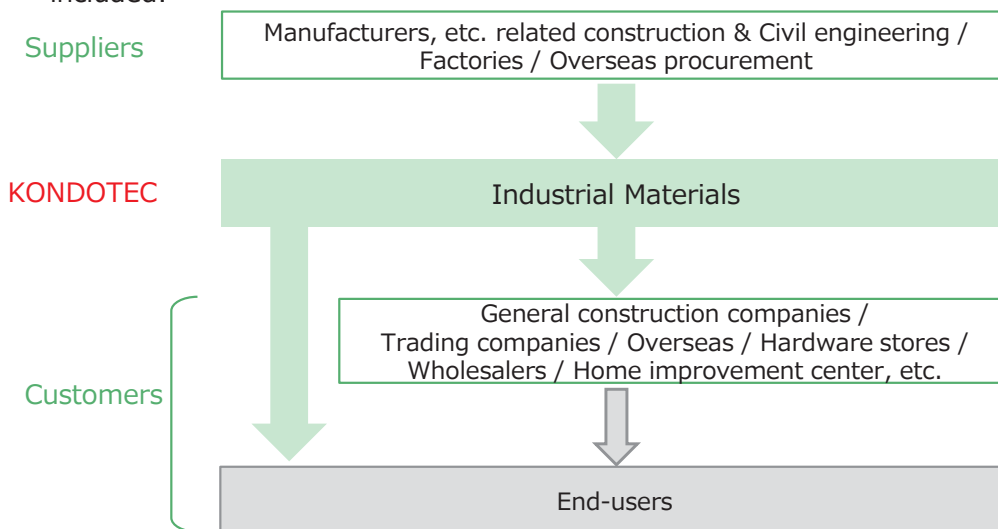 included.
Suppliers
Manufacturers, etc. related construction & Civil engineering /
Factories / Overseas procurement
KONDOTEC
Industrial Materials
General construction companies /
Trading companies / Overseas / Hardware stores /
Wholesalers / Home improvement center, etc.
Customers
End-users